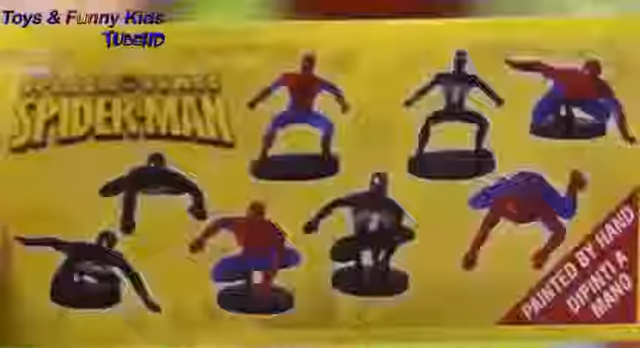 Toys & Funny Kids
TUBEHD
SPIDER-MAN
PAINTED BY HAND
DIPINTI A
MANO